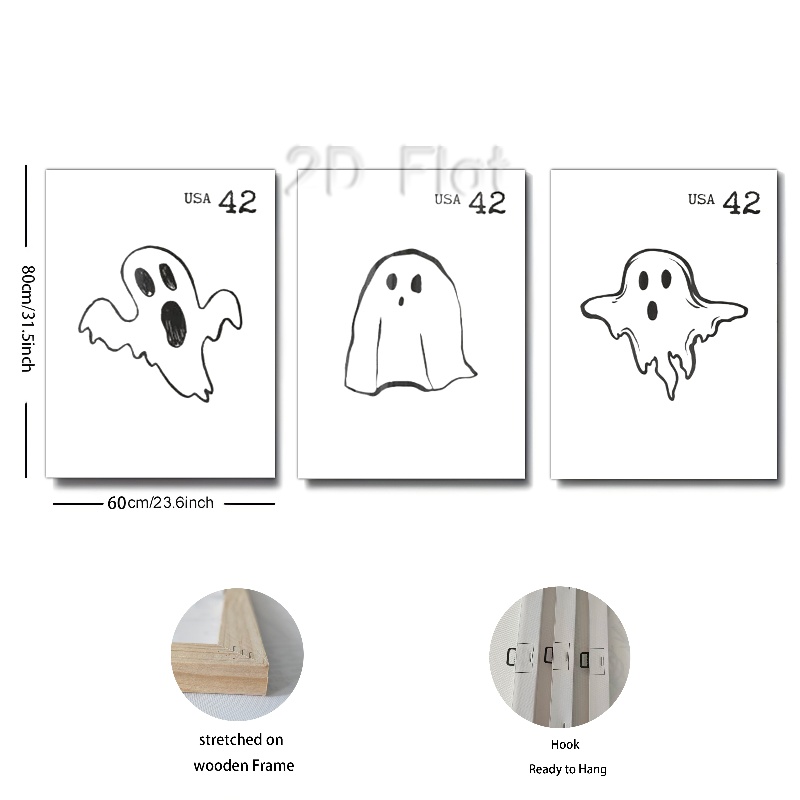 2D Flat
USA 42
USA 42
USA 42
80cm/31.5inch
60cm/23.6inch
stretched on
wooden Frame
Hook
Ready to Hang